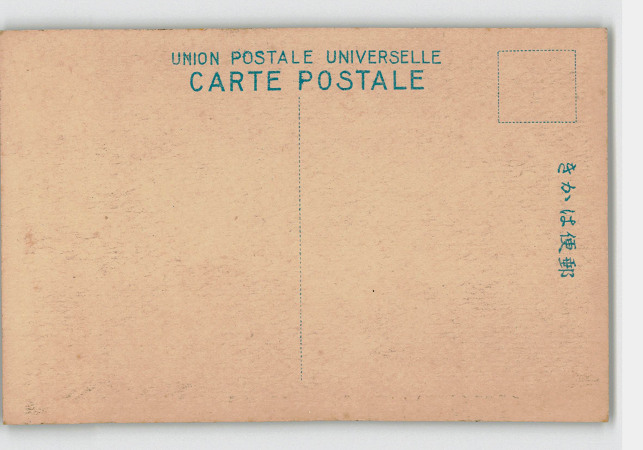 UNION POSTALE UNIVERSELLE
CARTE POSTALE
きかは便郵